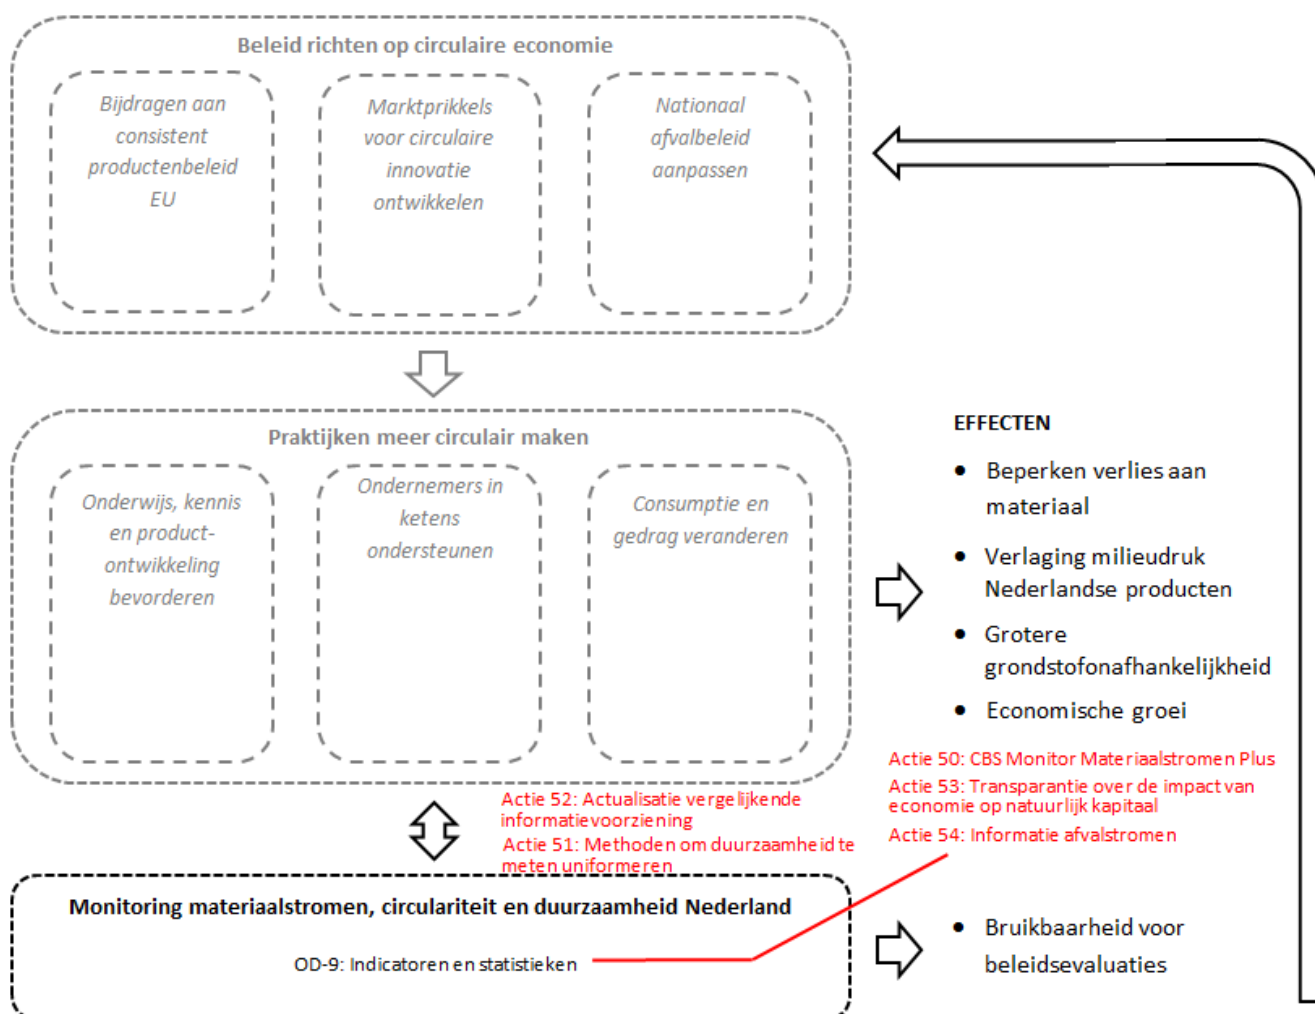 Beleid richten op circulaire economie
Bijdragen aan
consistent
productenbeleid
EU
Marktprikkels
voor circulaire
innovatie
ontwikkelen
Nationaal
afvalbeleid
aanpassen
Praktijken meer circulair maken
Onderwijs, kennis
en product-
ontwikkeling
bevorderen
Ondernemers in
ketens
ondersteunen
Consumptie en
gedrag veranderen
EFFECTEN
• Beperken verlies aan
materiaal
• Verlaging milieudruk
Nederlandse producten
• Grotere
grondstofonafhankelijkheid
• Economische groei
Actie 50: CBS Monitor Materiaalstromen Plus
Actie 53: Transparantie over de impact van
economie op natuurlijk kapitaal
Actie 54: Informatie afvalstromen
Actie 52: Actualisatie vergelijkende
informatievoorziening
Actie 51: Methoden om duurzaamheid te
meten uniformeren
Monitoring materiaalstromen, circulariteit en duurzaamheid Nederland
OD-9: Indicatoren en statistieken
• Bruikbaarheid voor
beleidsevaluaties